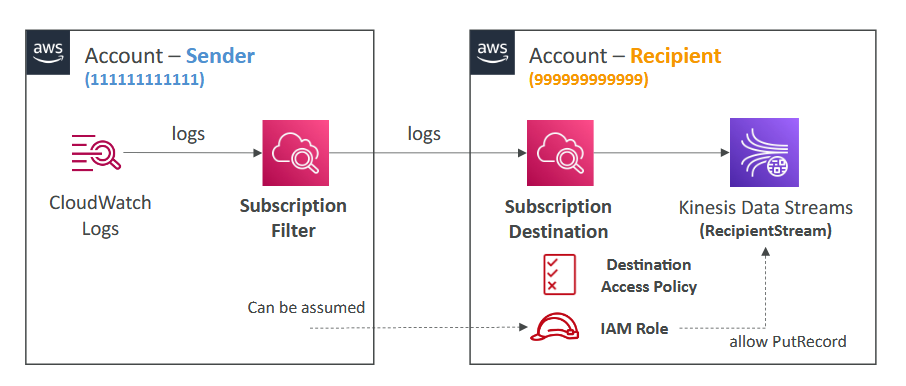 aws
Account – Sender
(111111111111)
logs
CloudWatch
Logs
Subscription
Filter
Can be assumed
logs
aws
Account – Recipient
(999999999999)
Subscription
Destination
Kinesis Data Streams
(RecipientStream)
Destination
Access Policy
IAM Role
allow PutRecord